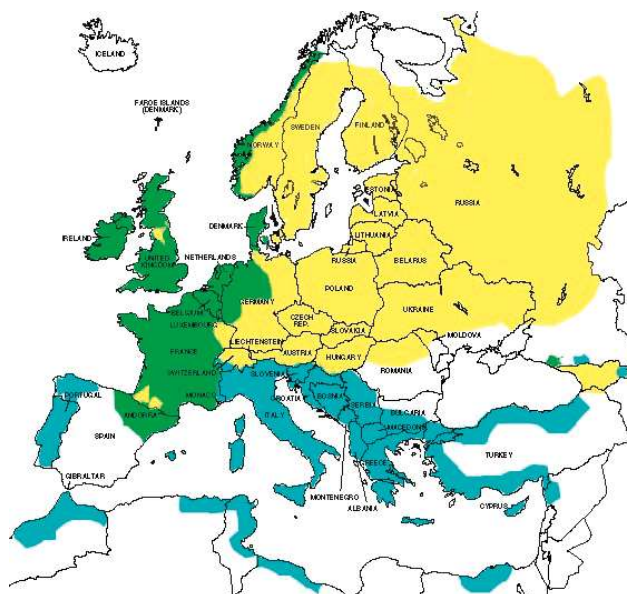 ICELAND
FAROE ISLANDS
(DENMARK)
NORWAY
SWEDEN
FINLAND
RUSSIA
ESTONIA
LATVIA
LITHUANIA
DENMARK
IRELAND
UNITED
KINGDOM
NETHERLANDS
RUSSIA
BELARUS
POLAND
GERMANY
BELGIUM
LUXEMBOURG
CZECH
REP.
UKRAINE
SLOVAKIA
LIECHTENSTEIN
AUSTRIA
HUNGARY
MOLDOVA
FRANCE
SWITZERLAND
SLOVENIA
ROMANIA
MONACO
CROATIA
BOSNIA
SERBIA
ITALY
PORTUGAL
ANDORRA
BULGARIA
MACEDONIA
SPAIN
GREECE
TURKEY
GIBRALTAR
MONTENEGRO
ALBANIA
CYPRUS